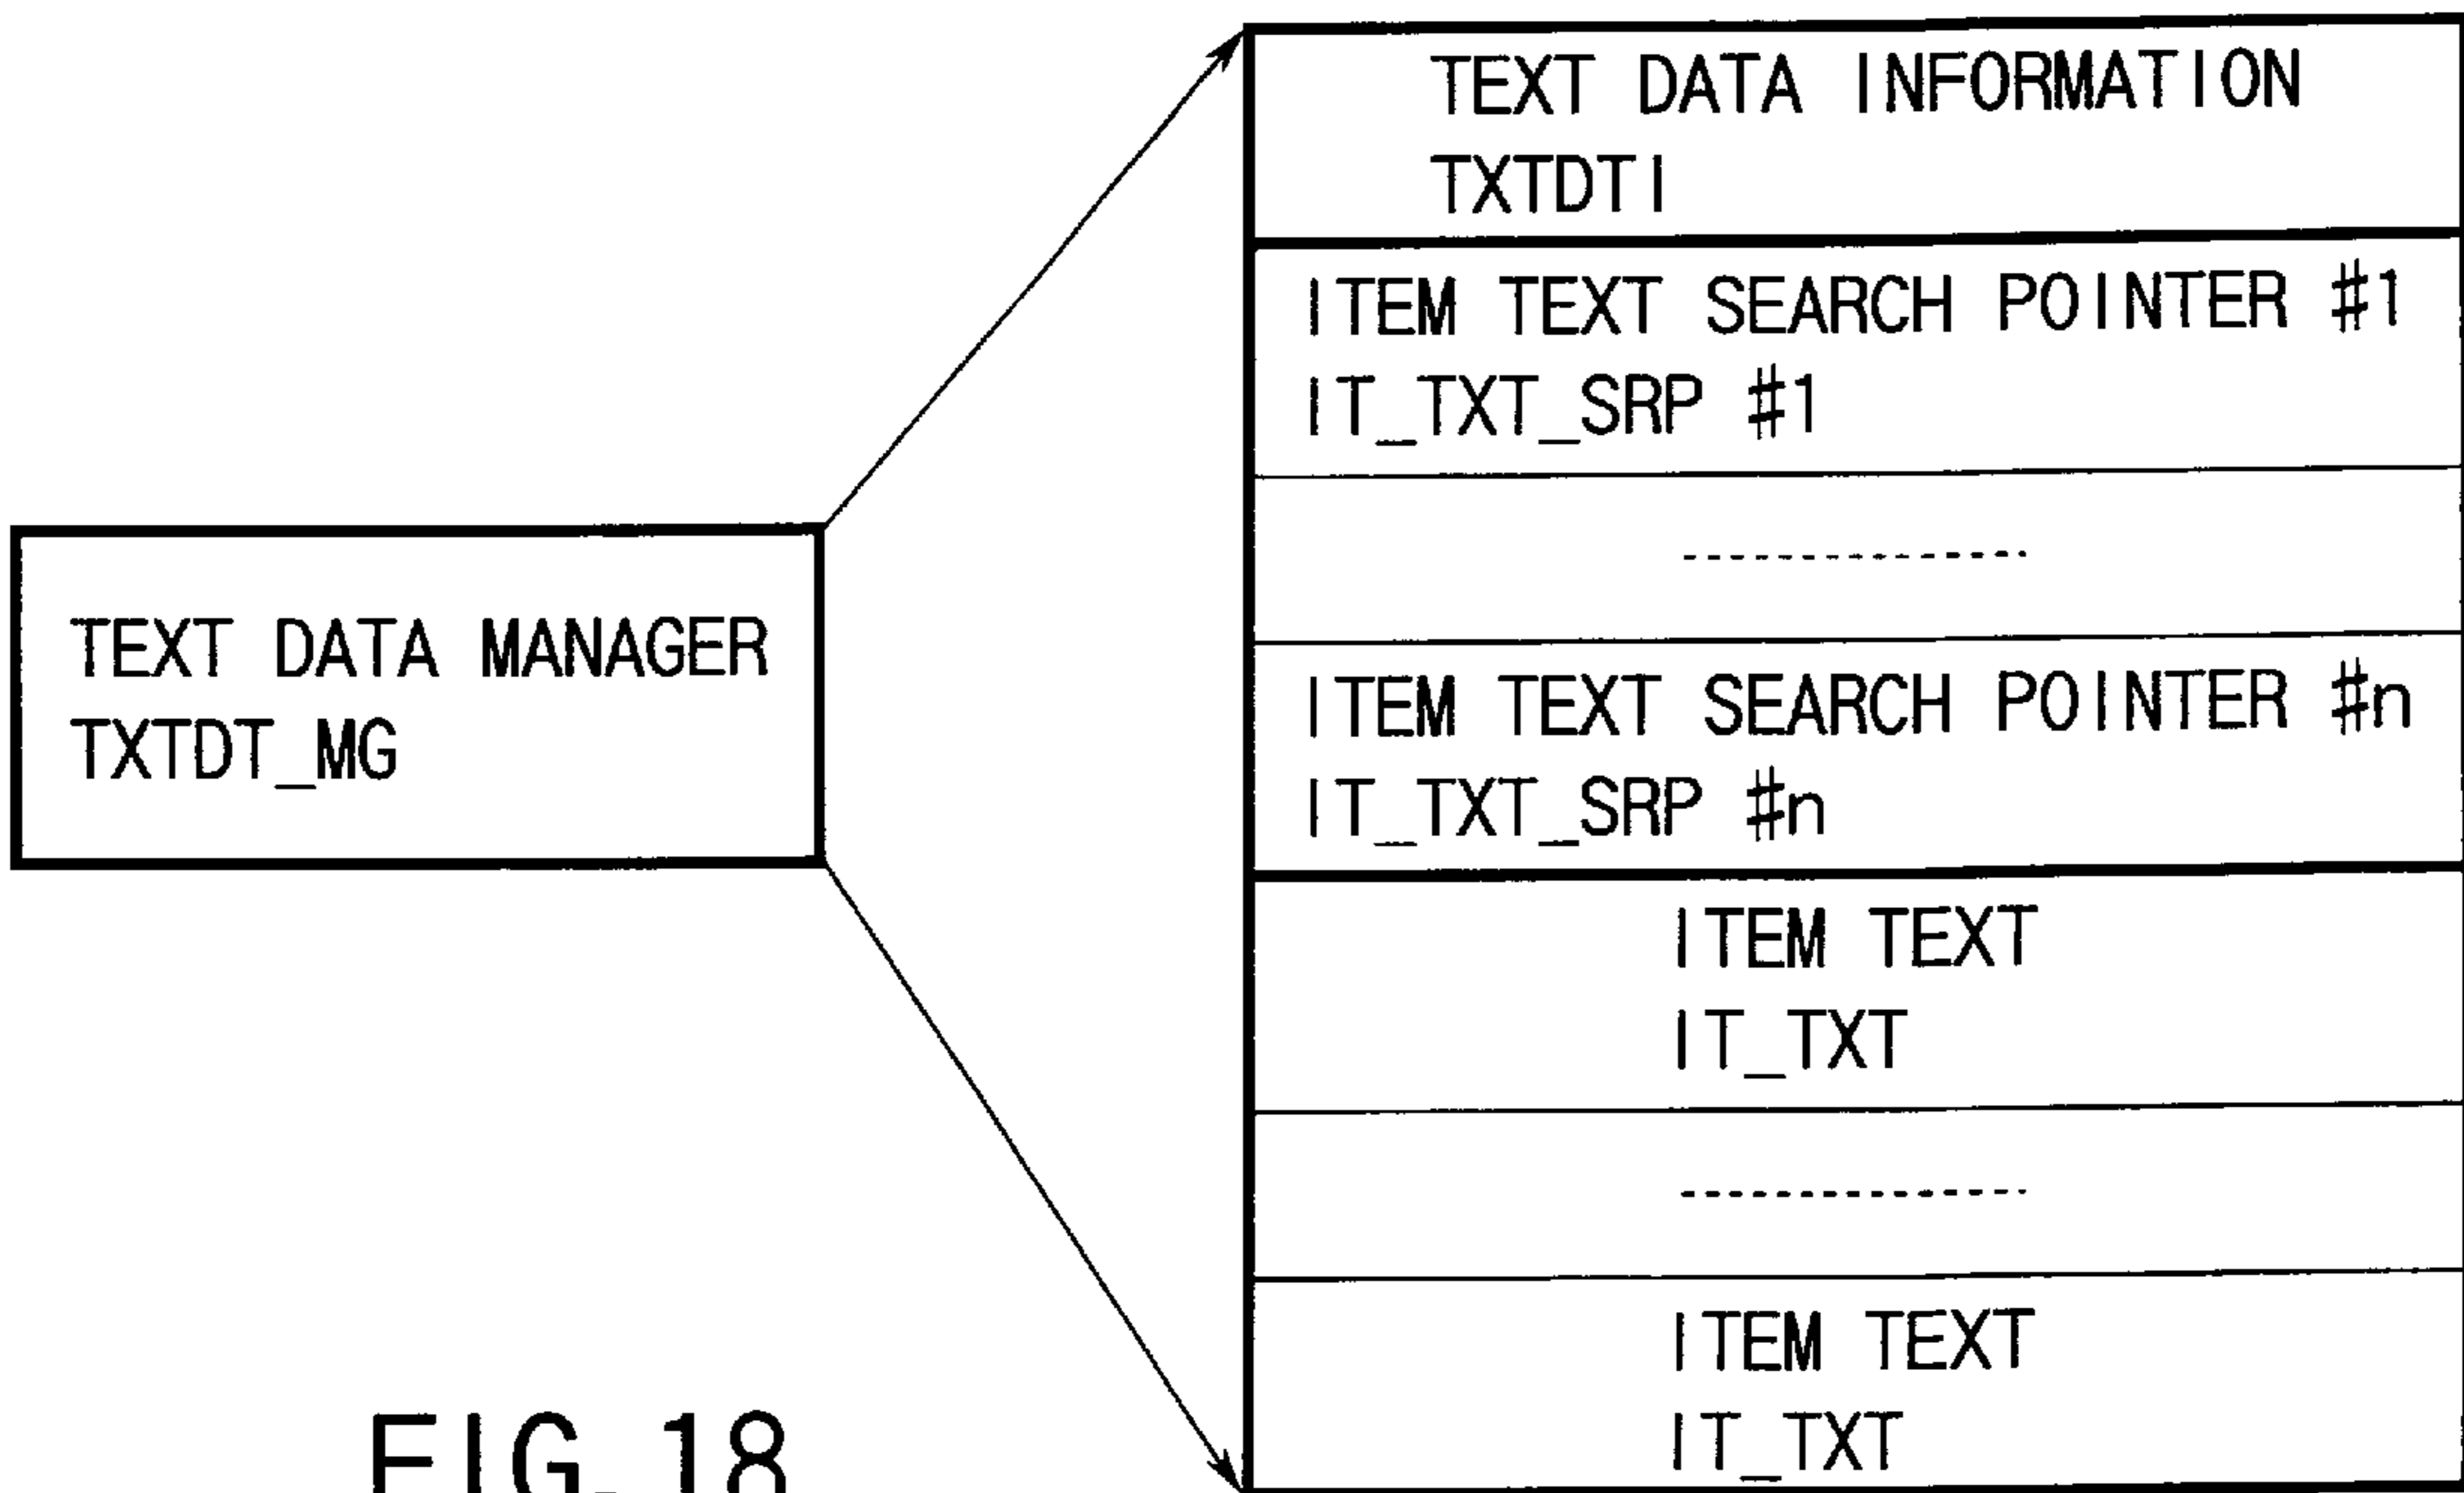 TEXT DATA INFORMATION
TXTDTI
ITEM TEXT SEARCH POINTER #1
IT_TXT_SRP #1
TEXT DATA MANAGER
TXTDT_MG
ITEM TEXT SEARCH POINTER #n
IT_TXT_SRP #n
ITEM TEXT
IT_TXT
ITEM TEXT
IT_TXT
FIG. 18